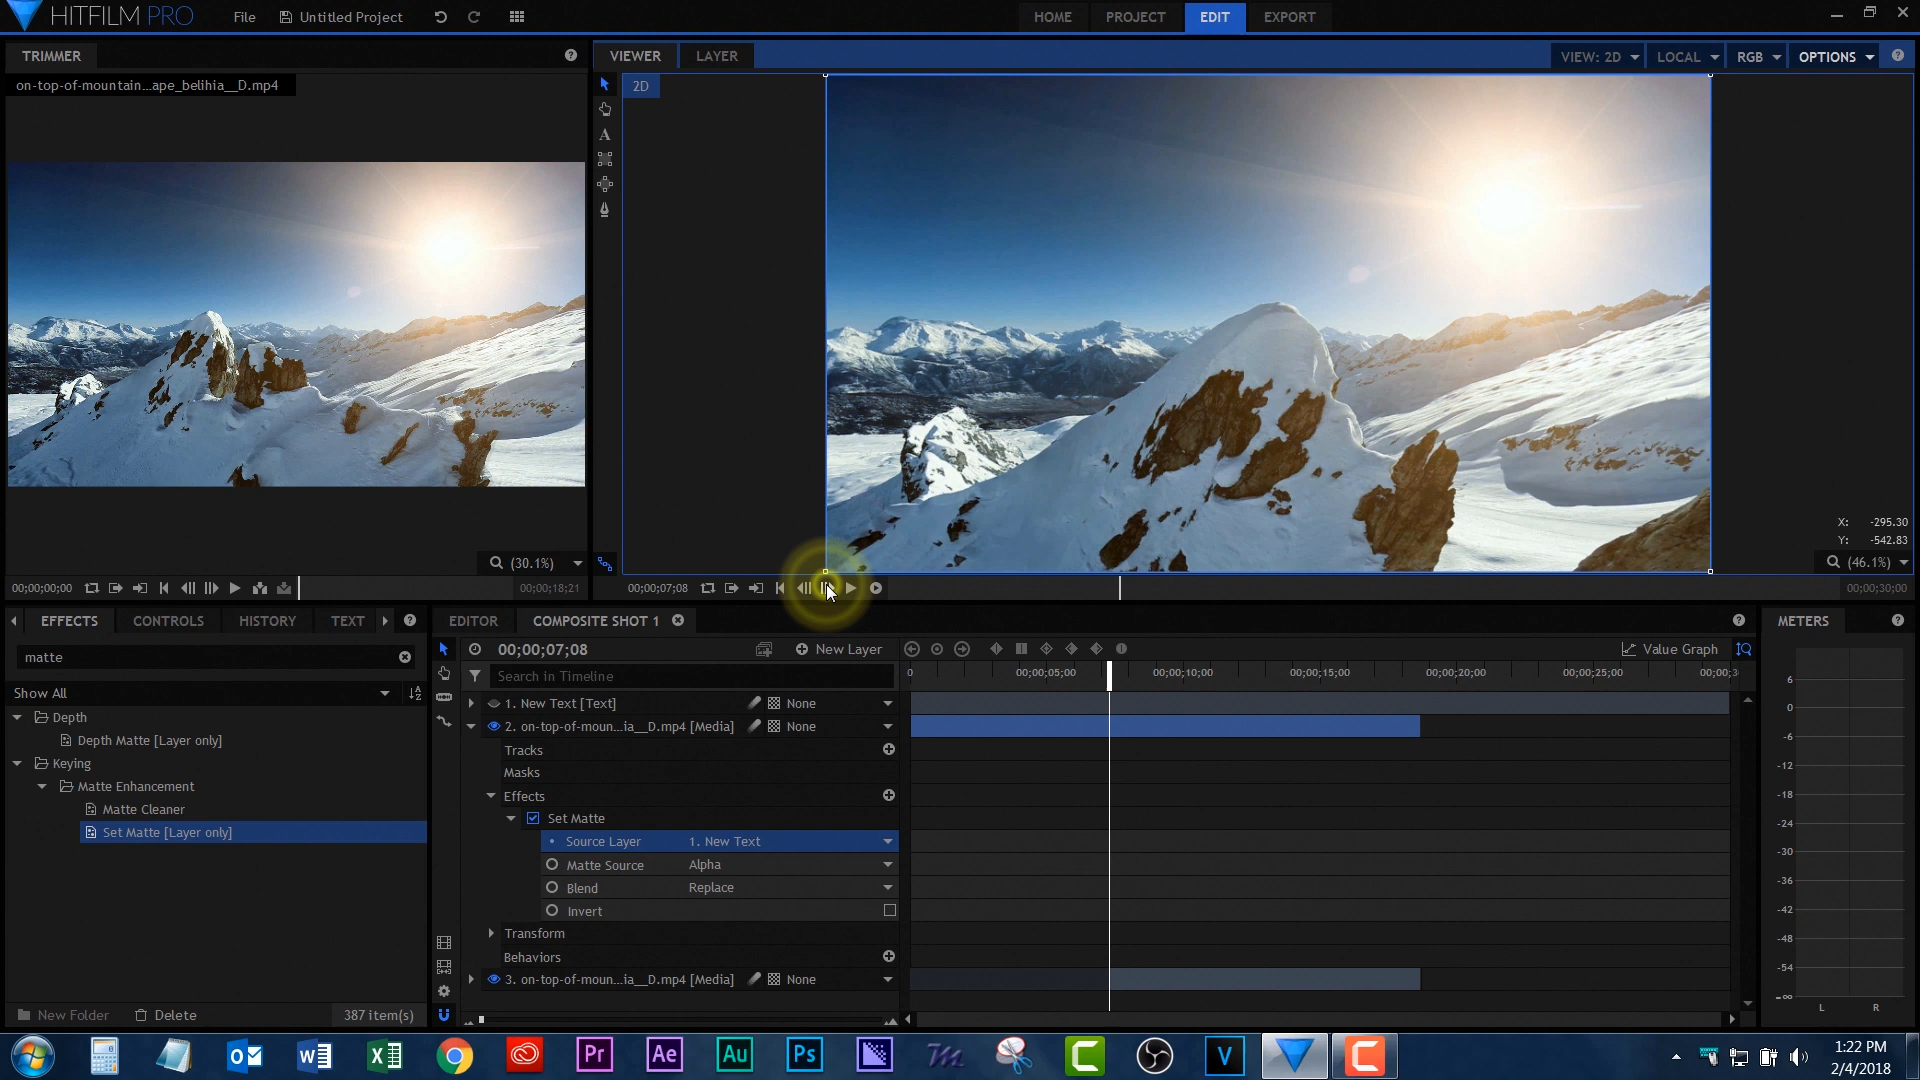 HITFILM PRO
File
Untitled Project
HOME
PROJECT
EDIT
EXPORT
TRIMMER
on-top-of-mountain...ape_belihia__D.mp4
(30.1%)
00;00;00;00
00;00;18;21
VIEWER
LAYER
VIEW: 2D
LOCAL
RGB
OPTIONS
2D
A
X: -295.30
Y: -542.83
(46.1%)
00;00;07;08
00;00;30;00
EFFECTS
CONTROLS
HISTORY
TEXT
matte
Show All
Depth
Depth Matte [Layer only]
Keying
Matte Enhancement
Matte Cleaner
Set Matte [Layer only]
New Folder
Delete
387 item(s)
EDITOR
COMPOSITE SHOT 1
00;00;07;08
New Layer
Value Graph
Search in Timeline
0
00;00;05;00
00;00;10;00
00;00;15;00
00;00;20;00
00;00;25;00
00;00;3
1. New Text [Text]
None
2. on-top-of-moun...ia__D.mp4 [Media]
None
Tracks
Masks
Effects
Set Matte
Source Layer
1. New Text
Matte Source
Alpha
Blend
Replace
Invert
Transform
Behaviors
3. on-top-of-moun...ia__D.mp4 [Media]
None
METERS
6
0
-6
-12
-18
-24
-30
-36
-42
-48
-54
-∞
L
R
Pr
Ae
Au
Ps
V
1:22 PM
2/4/2018